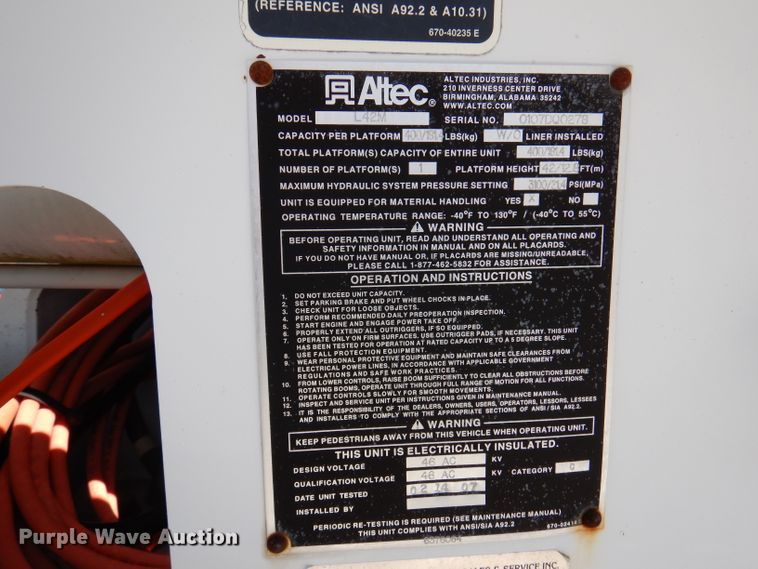 (REFERENCE: ANSI A92.2 & A10.31)
670-40235 E
Altec®
ALTEC INDUSTRIES, INC.
210 INVERNESS CENTER DRIVE
BIRMINGHAM, ALABAMA 35242
WWW.ALTEC.COM
MODEL L42M SERIAL NO.
CAPACITY PER PLATFORM 400/181.4 LBS(kg) W/O LINER INSTALLED
TOTAL PLATFORM(S) CAPACITY OF ENTIRE UNIT 400/181.4 LBS(kg)
NUMBER OF PLATFORM(S) 1 PLATFORM HEIGHT 42/12.8 FT(m)
MAXIMUM HYDRAULIC SYSTEM PRESSURE SETTING 3100/21.4 PSI(MPa)
UNIT IS EQUIPPED FOR MATERIAL HANDLING YES X NO
OPERATING TEMPERATURE RANGE: -40°F TO 130°F / (-40°C TO 55°C)
WARNING
BEFORE OPERATING UNIT, READ AND UNDERSTAND ALL OPERATING AND
SAFETY INFORMATION IN MANUAL AND ON ALL PLACARDS.
IF YOU DO NOT HAVE MANUAL, OR IF PLACARDS ARE MISSING/UNREADABLE,
PLEASE CALL 1-877-462-5832 FOR ASSISTANCE.
OPERATION AND INSTRUCTIONS
1. DO NOT EXCEED UNIT CAPACITY.
2. SET PARKING BRAKE AND PUT WHEEL CHOCKS IN PLACE.
3. CHECK UNIT FOR LOOSE OBJECTS.
4. PERFORM RECOMMENDED DAILY PREOPERATION INSPECTION.
5. START ENGINE AND ENGAGE POWER TAKE OFF.
6. PROPERLY EXTEND ALL OUTRIGGERS, IF SO EQUIPPED.
7. OPERATE ONLY ON FIRM SURFACES. USE OUTRIGGER PADS, IF NECESSARY. THIS UNIT
HAS BEEN TESTED FOR OPERATION AT RATED CAPACITY UP TO A 5 DEGREE SLOPE.
8. USE FALL PROTECTION EQUIPMENT.
9. WEAR PERSONAL PROTECTIVE EQUIPMENT AND MAINTAIN SAFE CLEARANCES FROM
ELECTRICAL POWER LINES, IN ACCORDANCE WITH APPLICABLE GOVERNMENT
REGULATIONS AND SAFE WORK PRACTICES.
10. FROM LOWER CONTROLS, RAISE BOOM SUFFICIENTLY TO CLEAR ALL OBSTRUCTIONS BEFORE
ROTATING BOOMS, OPERATE UNIT THROUGH FULL RANGE OF MOTION FOR ALL FUNCTIONS.
11. OPERATE CONTROLS SLOWLY FOR SMOOTH MOVEMENTS.
12. INSPECT AND SERVICE UNIT PER INSTRUCTIONS GIVEN IN MAINTENANCE MANUAL.
13. IT IS THE RESPONSIBILITY OF THE DEALERS, OWNERS, USERS, OPERATORS, LESSORS, LESSEES
AND INSTALLERS TO COMPLY WITH THE APPROPRIATE SECTIONS OF ANSI/SIA A92.2.
WARNING
KEEP PEDESTRIANS AWAY FROM THIS VEHICLE WHEN OPERATING UNIT.
THIS UNIT IS ELECTRICALLY INSULATED.
DESIGN VOLTAGE 46 AC KV
QUALIFICATION VOLTAGE 46 AC KV CATEGORY C
DATE UNIT TESTED 02 14 07
INSTALLED BY
PERIODIC RE-TESTING IS REQUIRED (SEE MAINTENANCE MANUAL)
THIS UNIT COMPLIES WITH ANSI/SIA A92.2
& SERVICE INC.
Purple Wave Auction